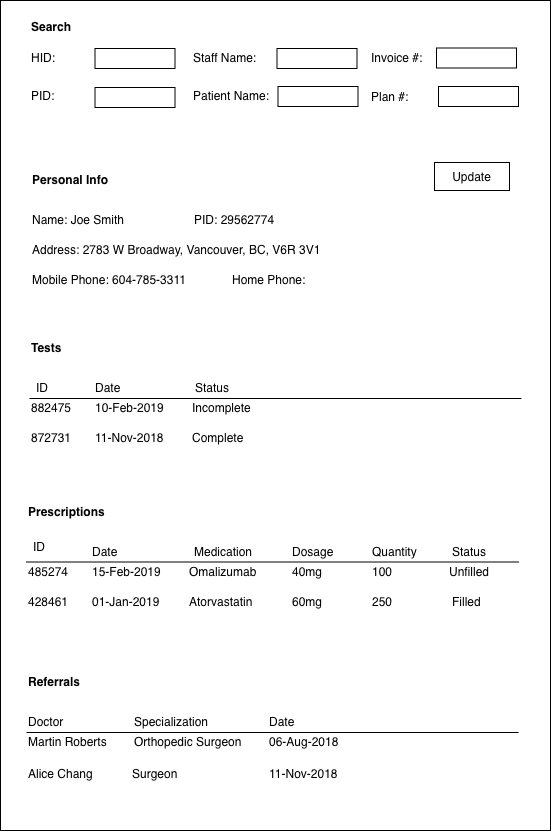 Search
HID: Staff Name: Invoice #:
PID: Patient Name: Plan #:
Personal Info
Update
Name: Joe Smith PID: 29562774
Address: 2783 W Broadway, Vancouver, BC, V6R 3V1
Mobile Phone: 604-785-3311 Home Phone:
Tests
ID Date Status
882475 10-Feb-2019 Incomplete
872731 11-Nov-2018 Complete
Prescriptions
ID Date Medication Dosage Quantity Status
485274 15-Feb-2019 Omalizumab 40mg 100 Unfilled
428461 01-Jan-2019 Atorvastatin 60mg 250 Filled
Referrals
Doctor Specialization Date
Martin Roberts Orthopedic Surgeon 06-Aug-2018
Alice Chang Surgeon 11-Nov-2018